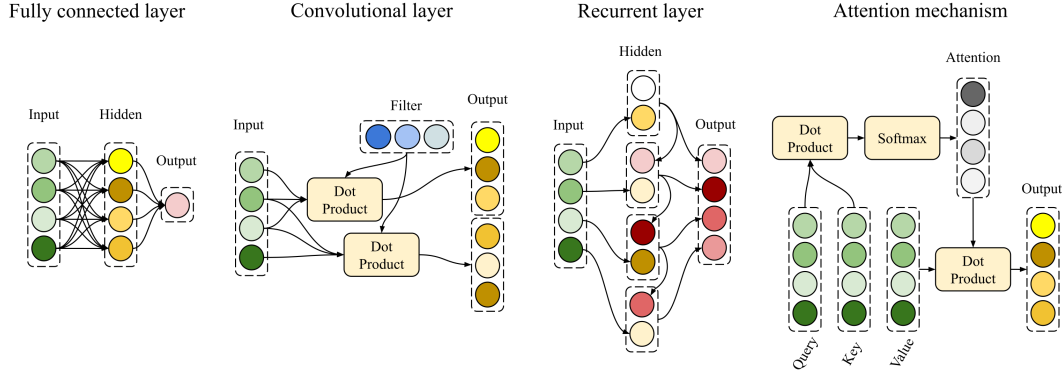 Fully connected layer
Input
Hidden
Output
Convolutional layer
Input
Filter
Output
Dot
Product
Dot
Product
Recurrent layer
Hidden
Input
Output
Attention mechanism
Attention
Dot
Product
Softmax
Output
Dot
Product
Query
Key
Value